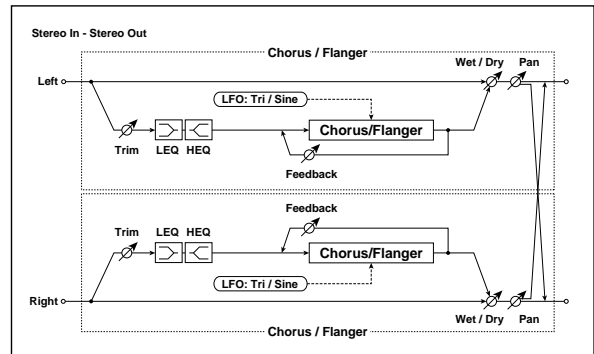 Stereo In - Stereo Out
Chorus / Flanger
Wet / Dry Pan
Left
LFO: Tri / Sine
Chorus/Flanger
Trim LEQ HEQ
Feedback
Feedback
Trim LEQ HEQ
Chorus/Flanger
LFO: Tri / Sine
Right
Wet / Dry Pan
Chorus / Flanger